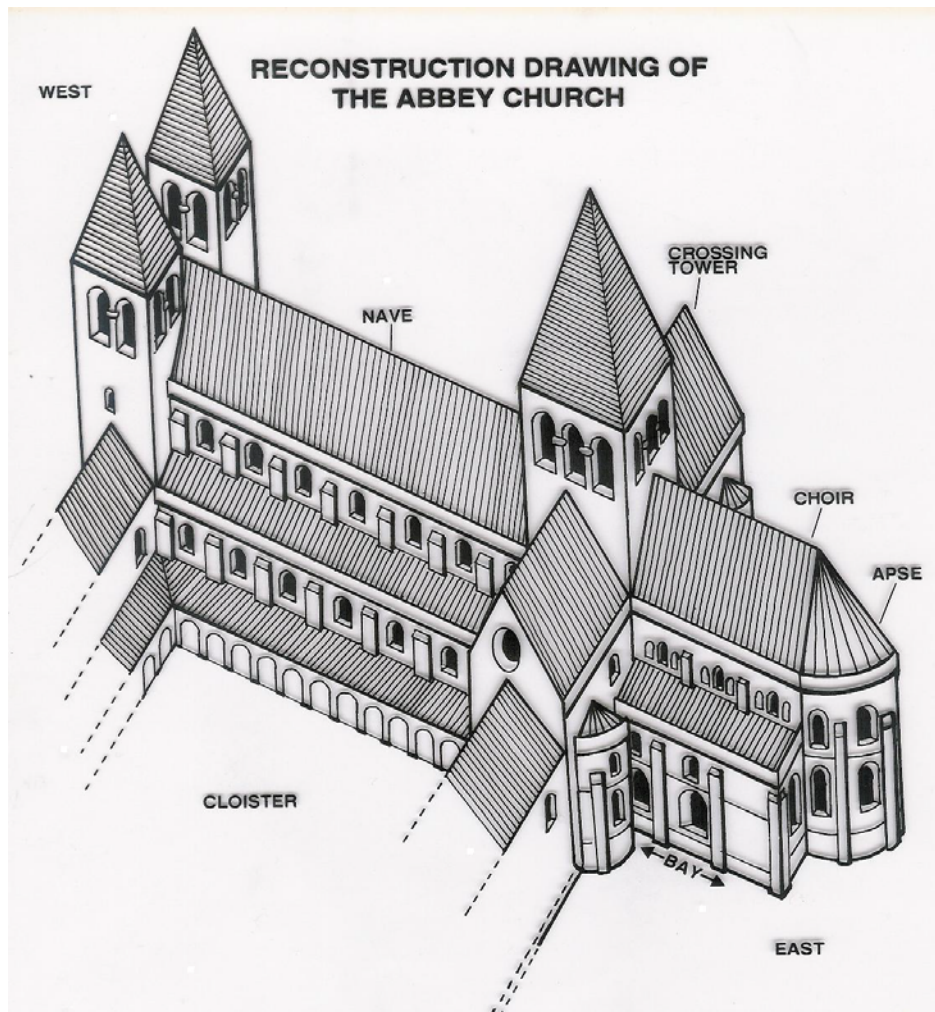 RECONSTRUCTION DRAWING OF
THE ABBEY CHURCH
WEST
CROSSING
TOWER
NAVE
CHOIR
APSE
CLOISTER
BAY
EAST